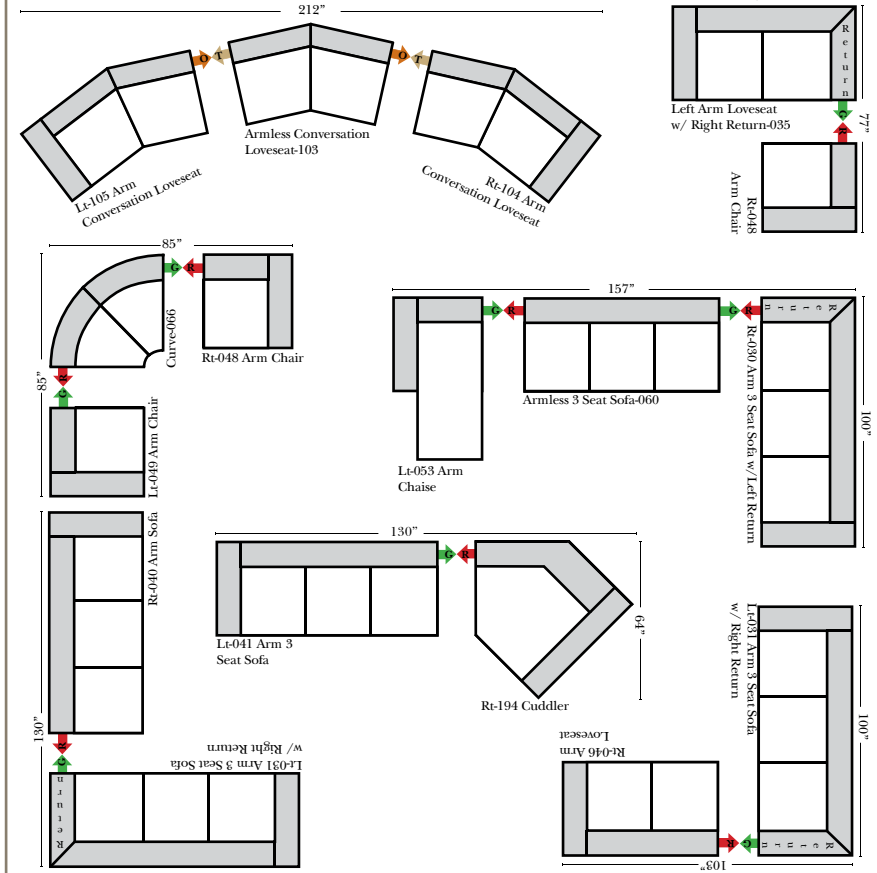 212”
O T
O T
Armless Conversation
Loveseat-103
Lt-105 Arm
Conversation Loveseat
Rt-104 Arm
Conversation Loveseat
Return
Left Arm Loveseat
w/ Right Return-035
G
R
77”
Rt-048
Arm Chair
85”
G R
Curve-066
Rt-048 Arm Chair
85”
R
G
Lt-049 Arm Chair
157”
G R
G R
Return
Armless 3 Seat Sofa-060
Lt-053 Arm
Chaise
Rt-030 Arm 3
Seat Sofa w/Left Return
100”
Rt-040 Arm Sofa
130”
R
G
Return
Lt-031 Arm 3 Seat Sofa
w/ Right Return
130”
G R
Lt-041 Arm 3
Seat Sofa
64”
Rt-194 Cuddler
Lt-031 Arm 3 Seat Sofa
w/ Right Return
100”
Rt-046 Arm
Loveseat
R G
Return
103”